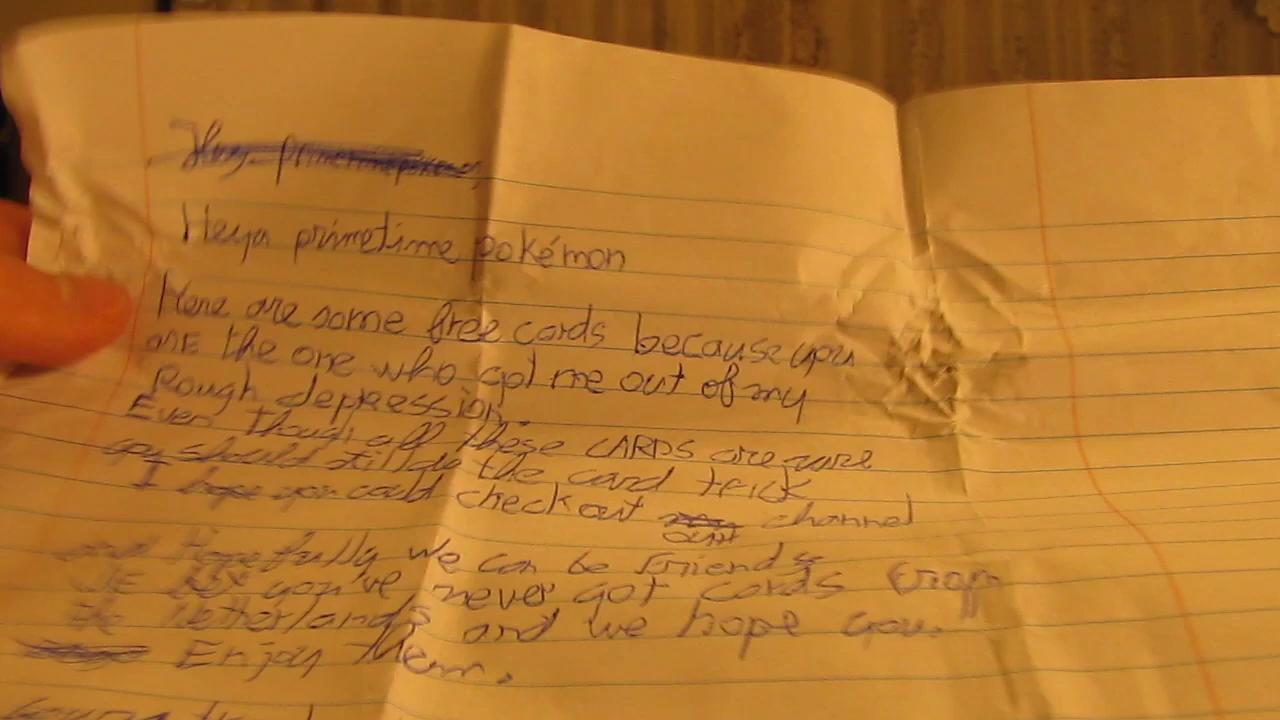 Heya primetime pokémon
Here are some free cards because you
are the one who got me out of my
Rough depression.
Even though all these CARDS are rare
you should still do the card trick
I hope you could checkout our channel
and Hopefully we can be friends
We bet you've never got cards from
the Netherlands and we hope you
Enjoy them.